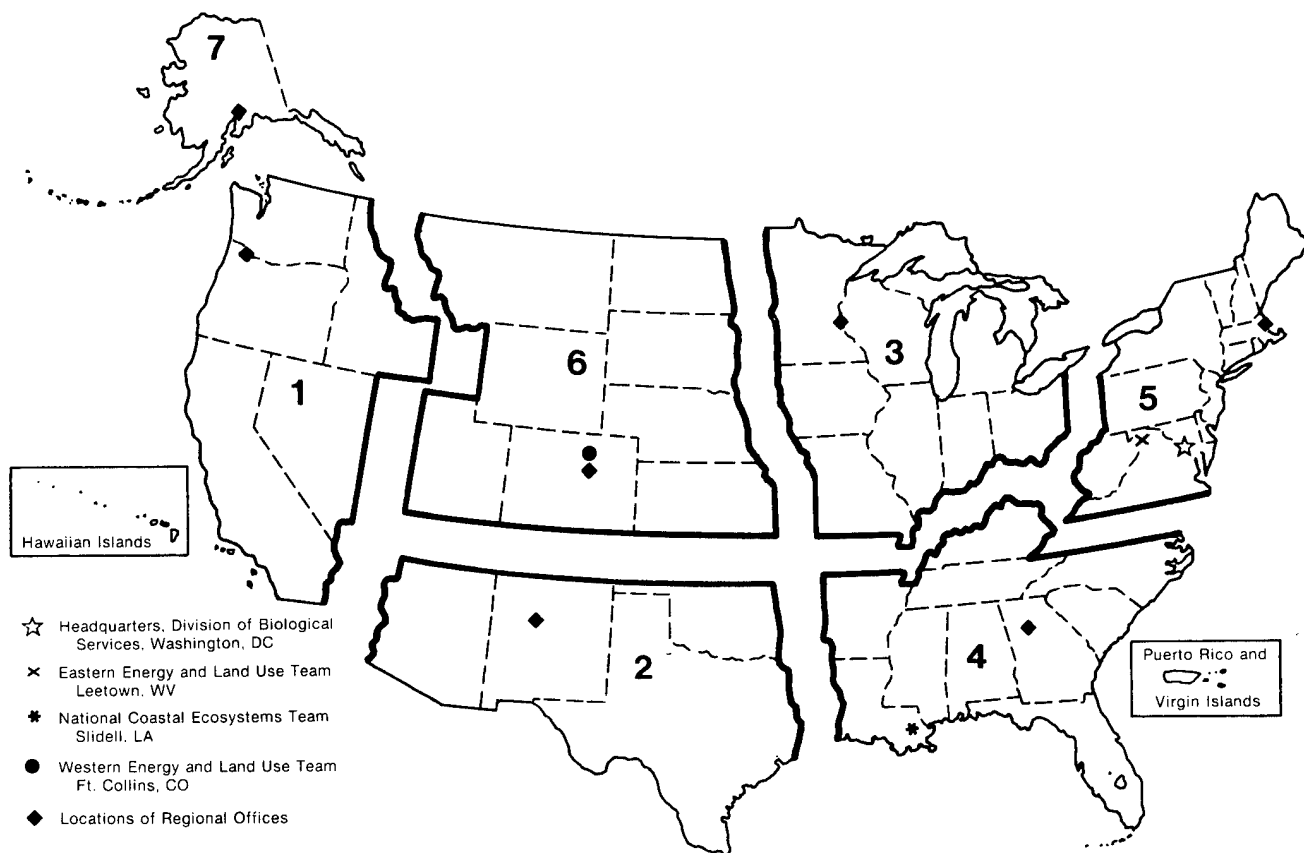 7
3
6
1
5
Hawaiian Islands
2
4
Puerto Rico and
Virgin Islands
Headquarters, Division of Biological
Services, Washington, DC
Eastern Energy and Land Use Team
Leetown, WV
National Coastal Ecosystems Team
Slidell, LA
Western Energy and Land Use Team
Ft. Collins, CO
Locations of Regional Offices